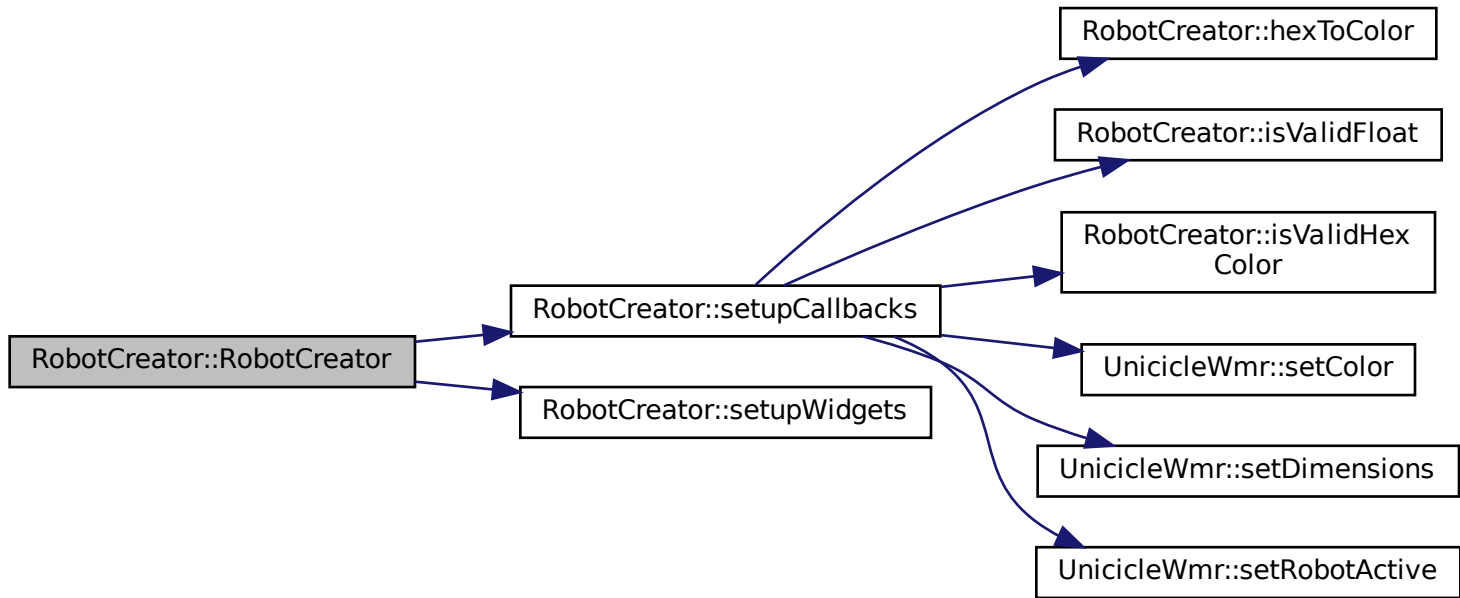 RobotCreator::RobotCreator
RobotCreator::setupCallbacks
RobotCreator::setupWidgets
RobotCreator::hexToColor
RobotCreator::isValidFloat
RobotCreator::isValidHex
Color
UnicicleWmr::setColor
UnicicleWmr::setDimensions
UnicicleWmr::setRobotActive